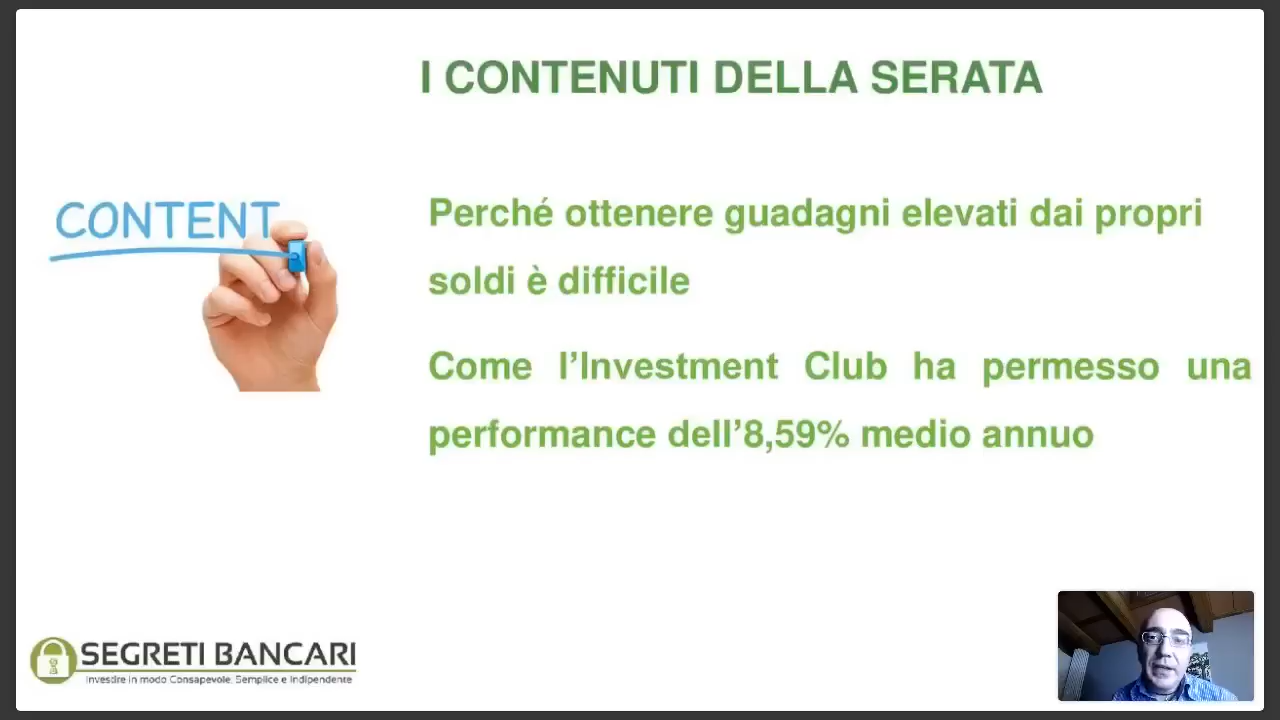 I CONTENUTI DELLA SERATA
CONTENT
Perché ottenere guadagni elevati dai propri
soldi è difficile
Come l’Investment Club ha permesso una
performance dell’8,59% medio annuo
SEGRETI BANCARI
Investire in modo Consapevole, Semplice e Indipendente